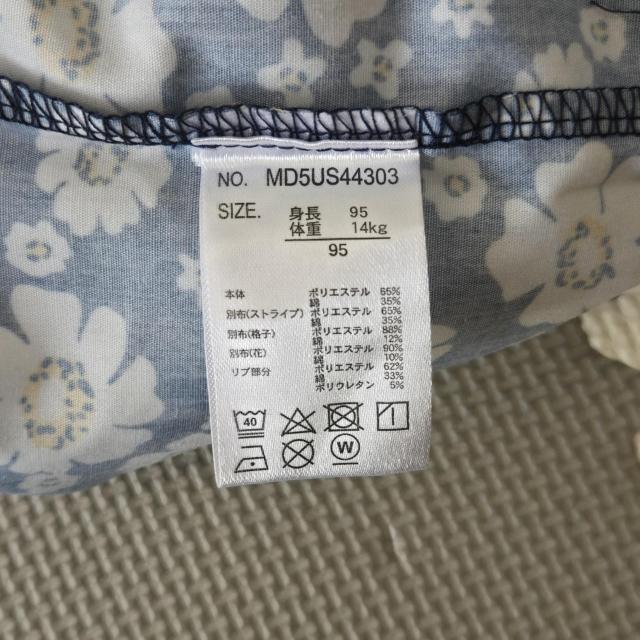 NO. MD5US44303
SIZE. 身長 95
体重 14kg
95
本体 ポリエステル 65%
綿 35%
別布(ストライプ) ポリエステル 65%
綿 35%
別布(格子) ポリエステル 88%
綿 12%
別布(花) ポリエステル 90%
綿 10%
リブ部分 ポリエステル 62%
綿 33%
ポリウレタン 5%
40
W